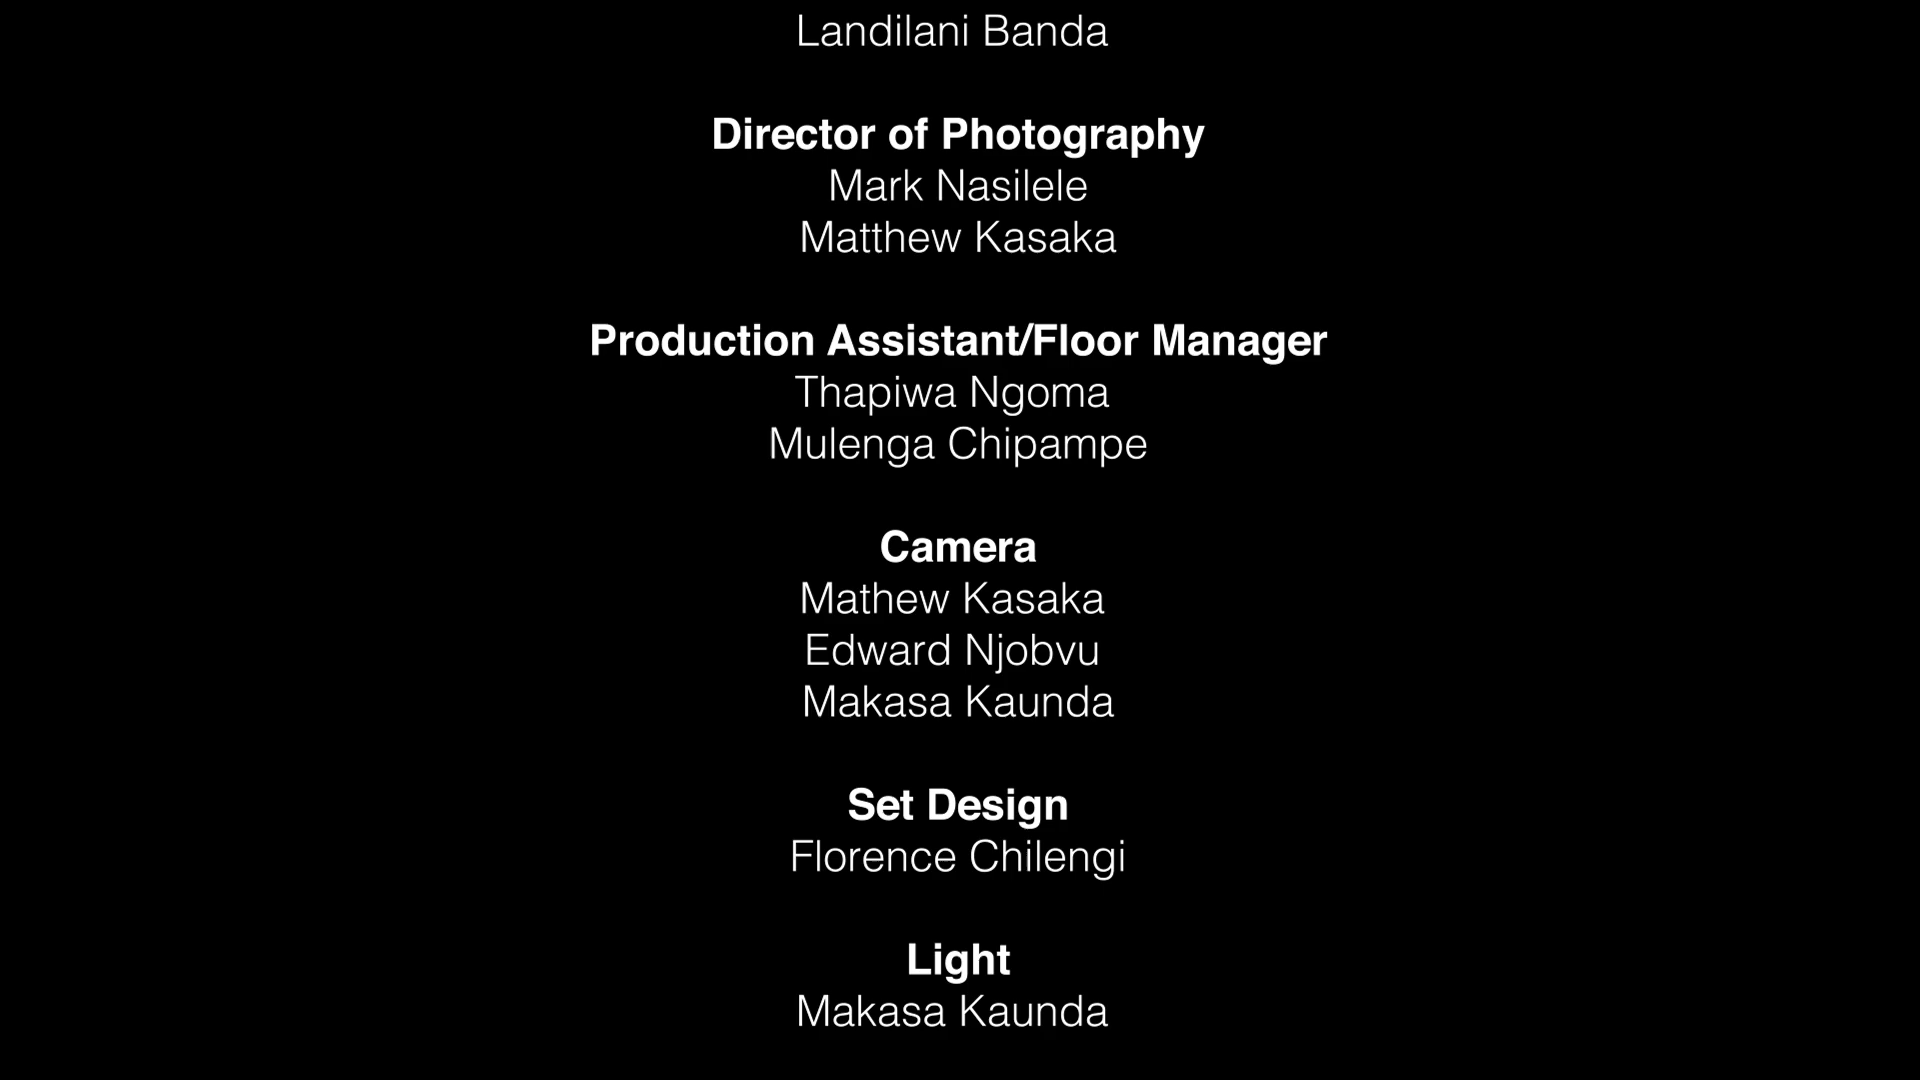 Landilani Banda
Director of Photography
Mark Nasilele
Matthew Kasaka
Production Assistant/Floor Manager
Thapiwa Ngoma
Mulenga Chipampe
Camera
Mathew Kasaka
Edward Njobvu
Makasa Kaunda
Set Design
Florence Chilengi
Light
Makasa Kaunda